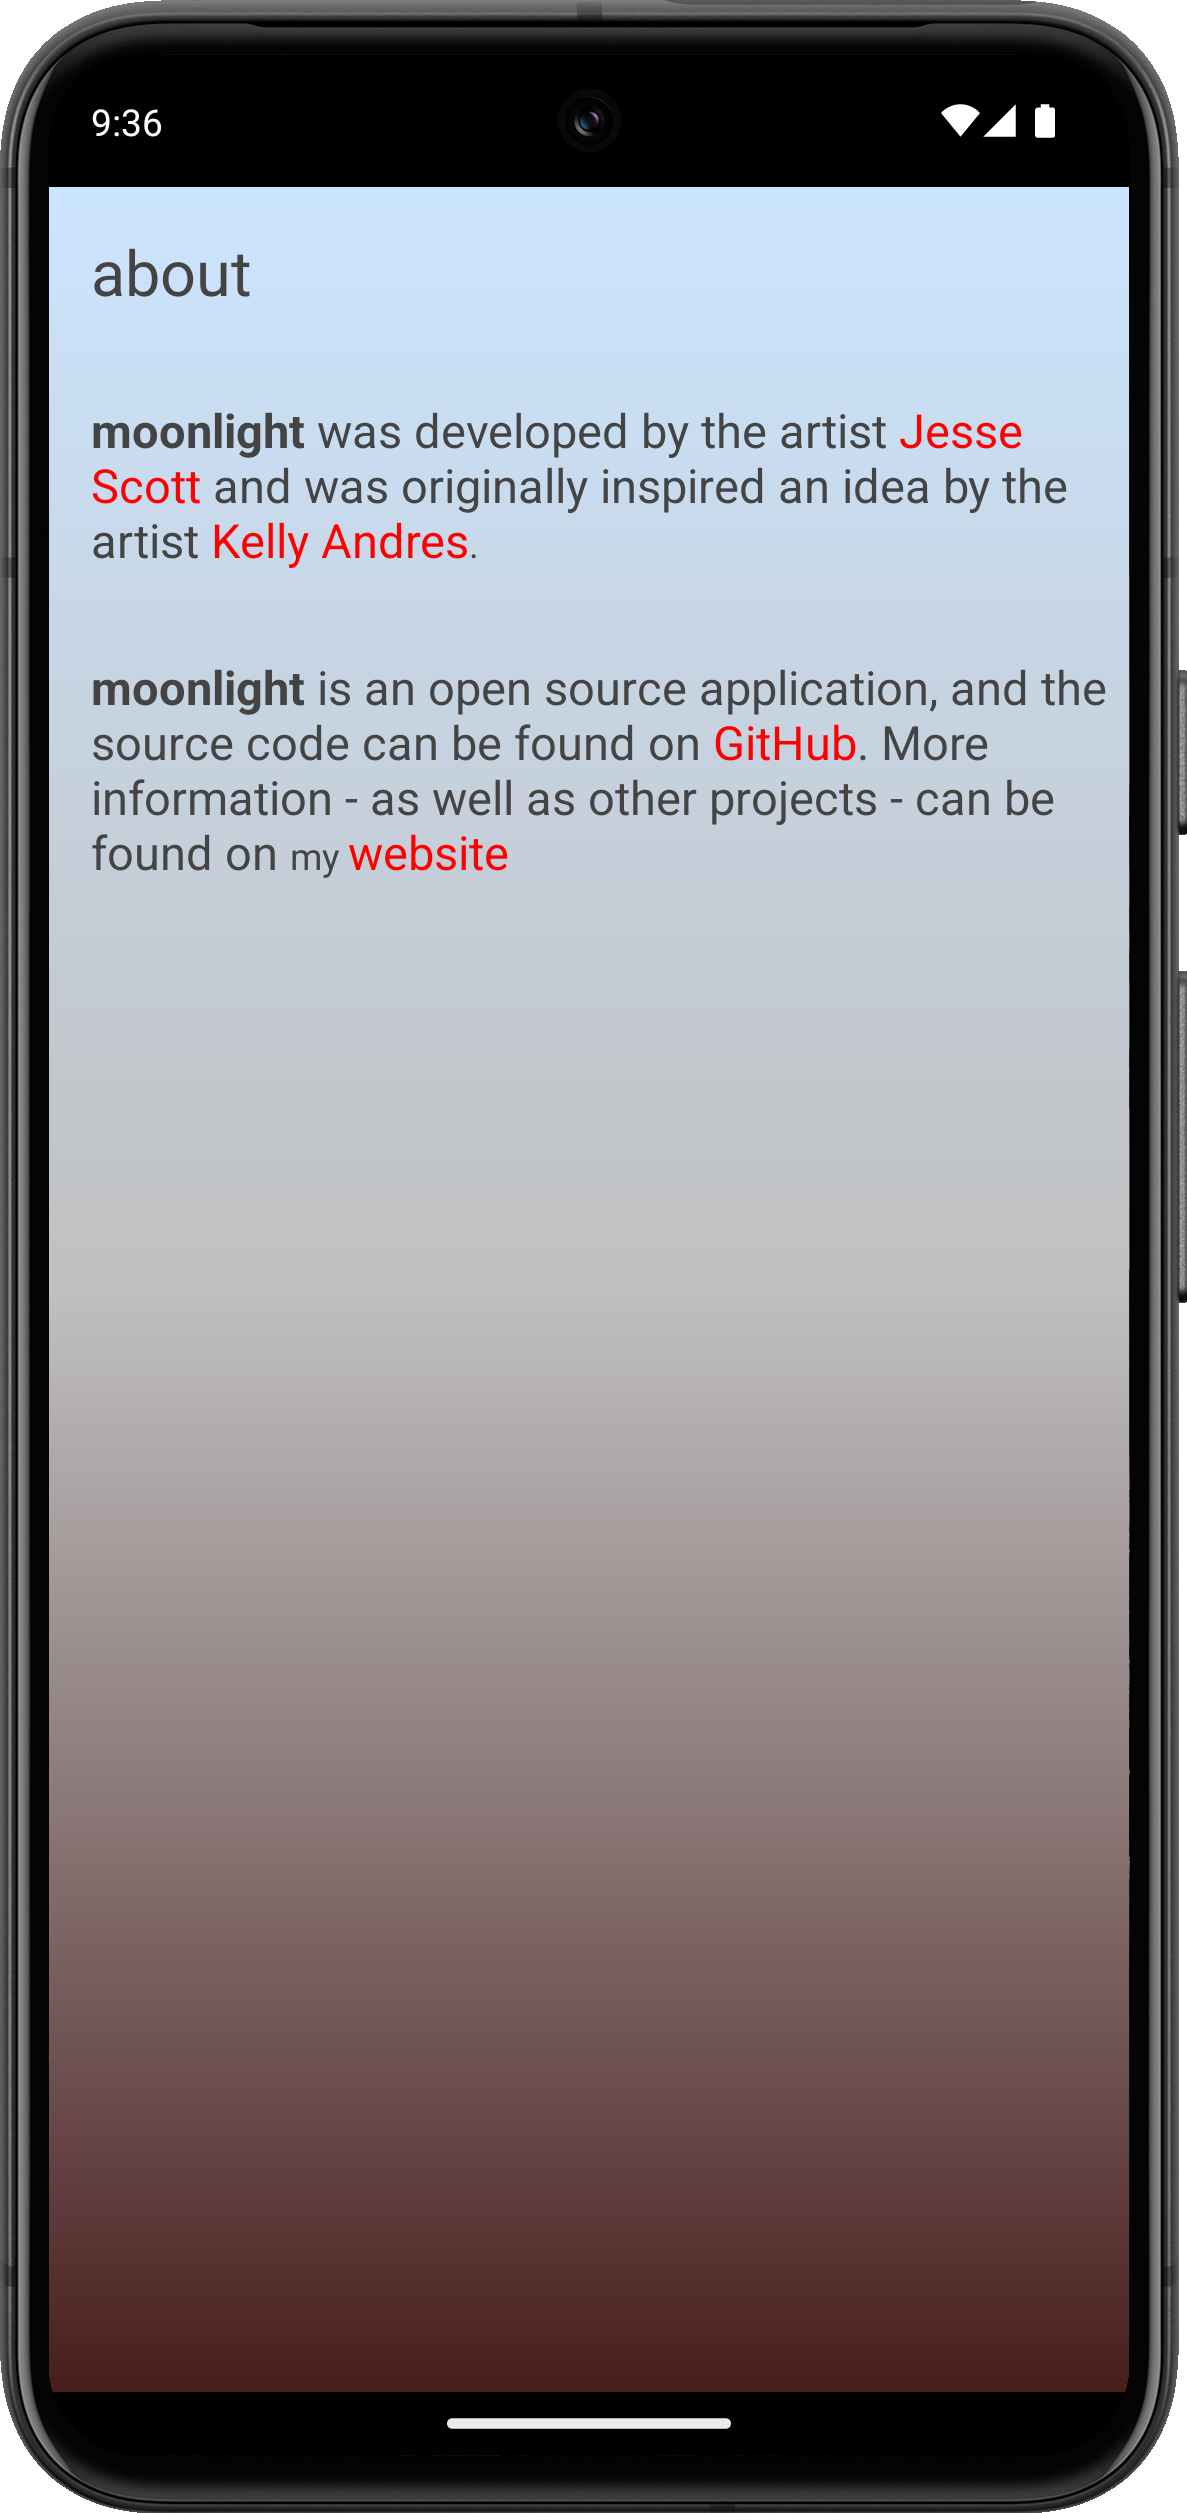 9:36
about
moonlight was developed by the artist Jesse
Scott and was originally inspired an idea by the
artist Kelly Andres.
moonlight is an open source application, and the
source code can be found on GitHub. More
information - as well as other projects - can be
found on my website